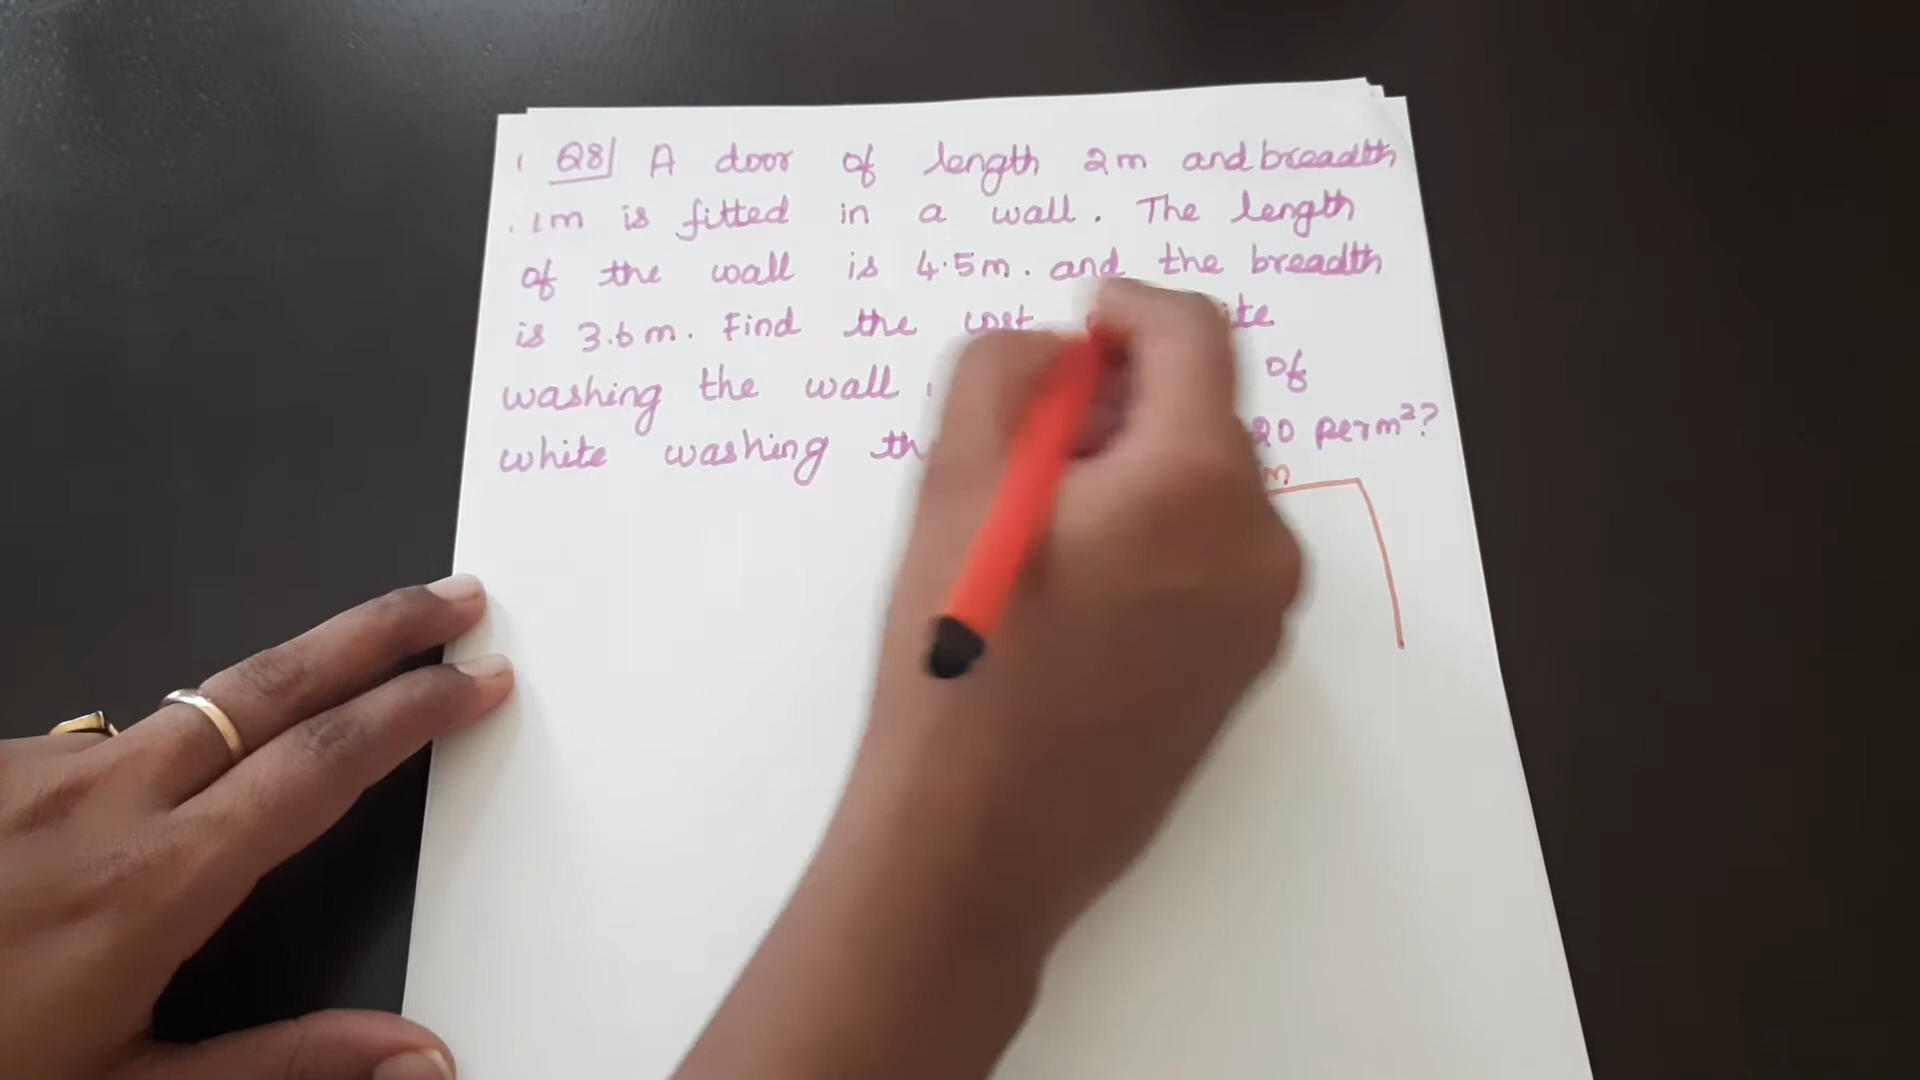 Q8 A door of length 2m and breadth
1m is fitted in a wall. The length
of the wall is 4.5m. and the breadth
is 3.6m. Find the cost
washing the wall of
white washing 20 per m²?
m